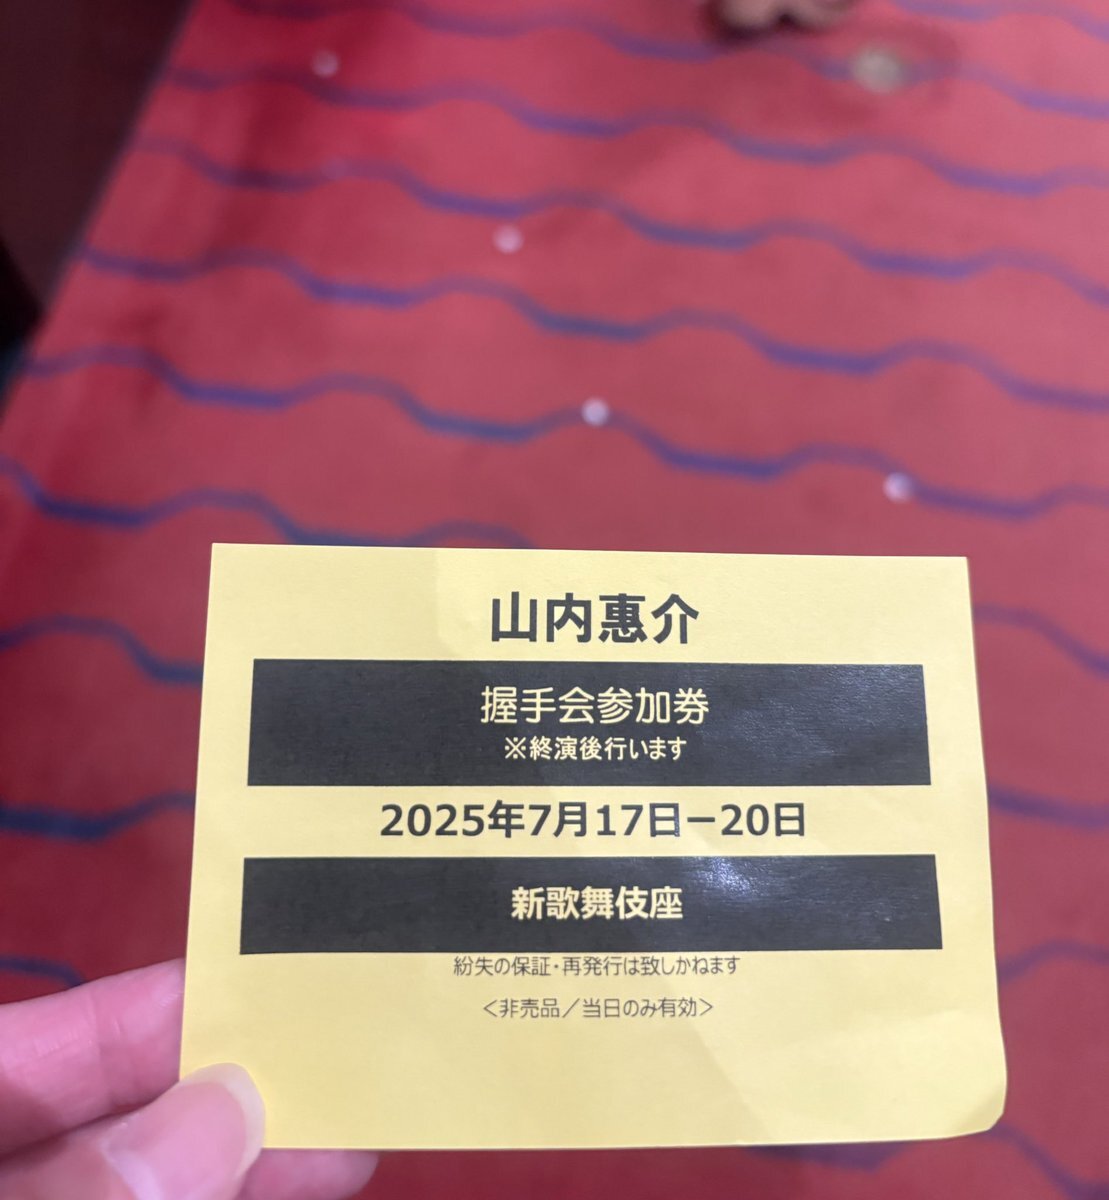 山内惠介
握手会参加券
※終演後行います
2025年7月17日－20日
新歌舞伎座
紛失の保証・再発行は致しかねます
＜非売品／当日のみ有効＞